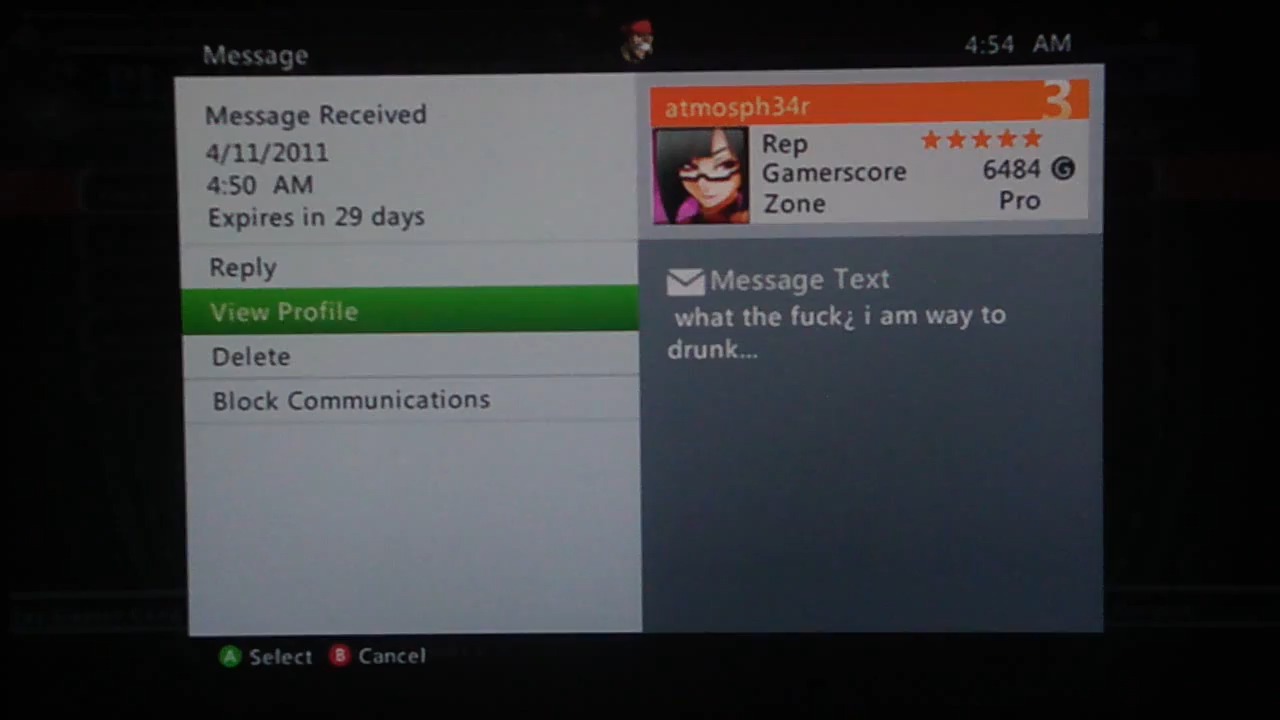 Message
4:54 AM
Message Received
4/11/2011
4:50 AM
Expires in 29 days
Reply
View Profile
Delete
Block Communications
atmosph34r
3
Rep
Gamerscore 6484 G
Zone Pro
Message Text
what the fuck¿ i am way to
drunk...
A Select B Cancel